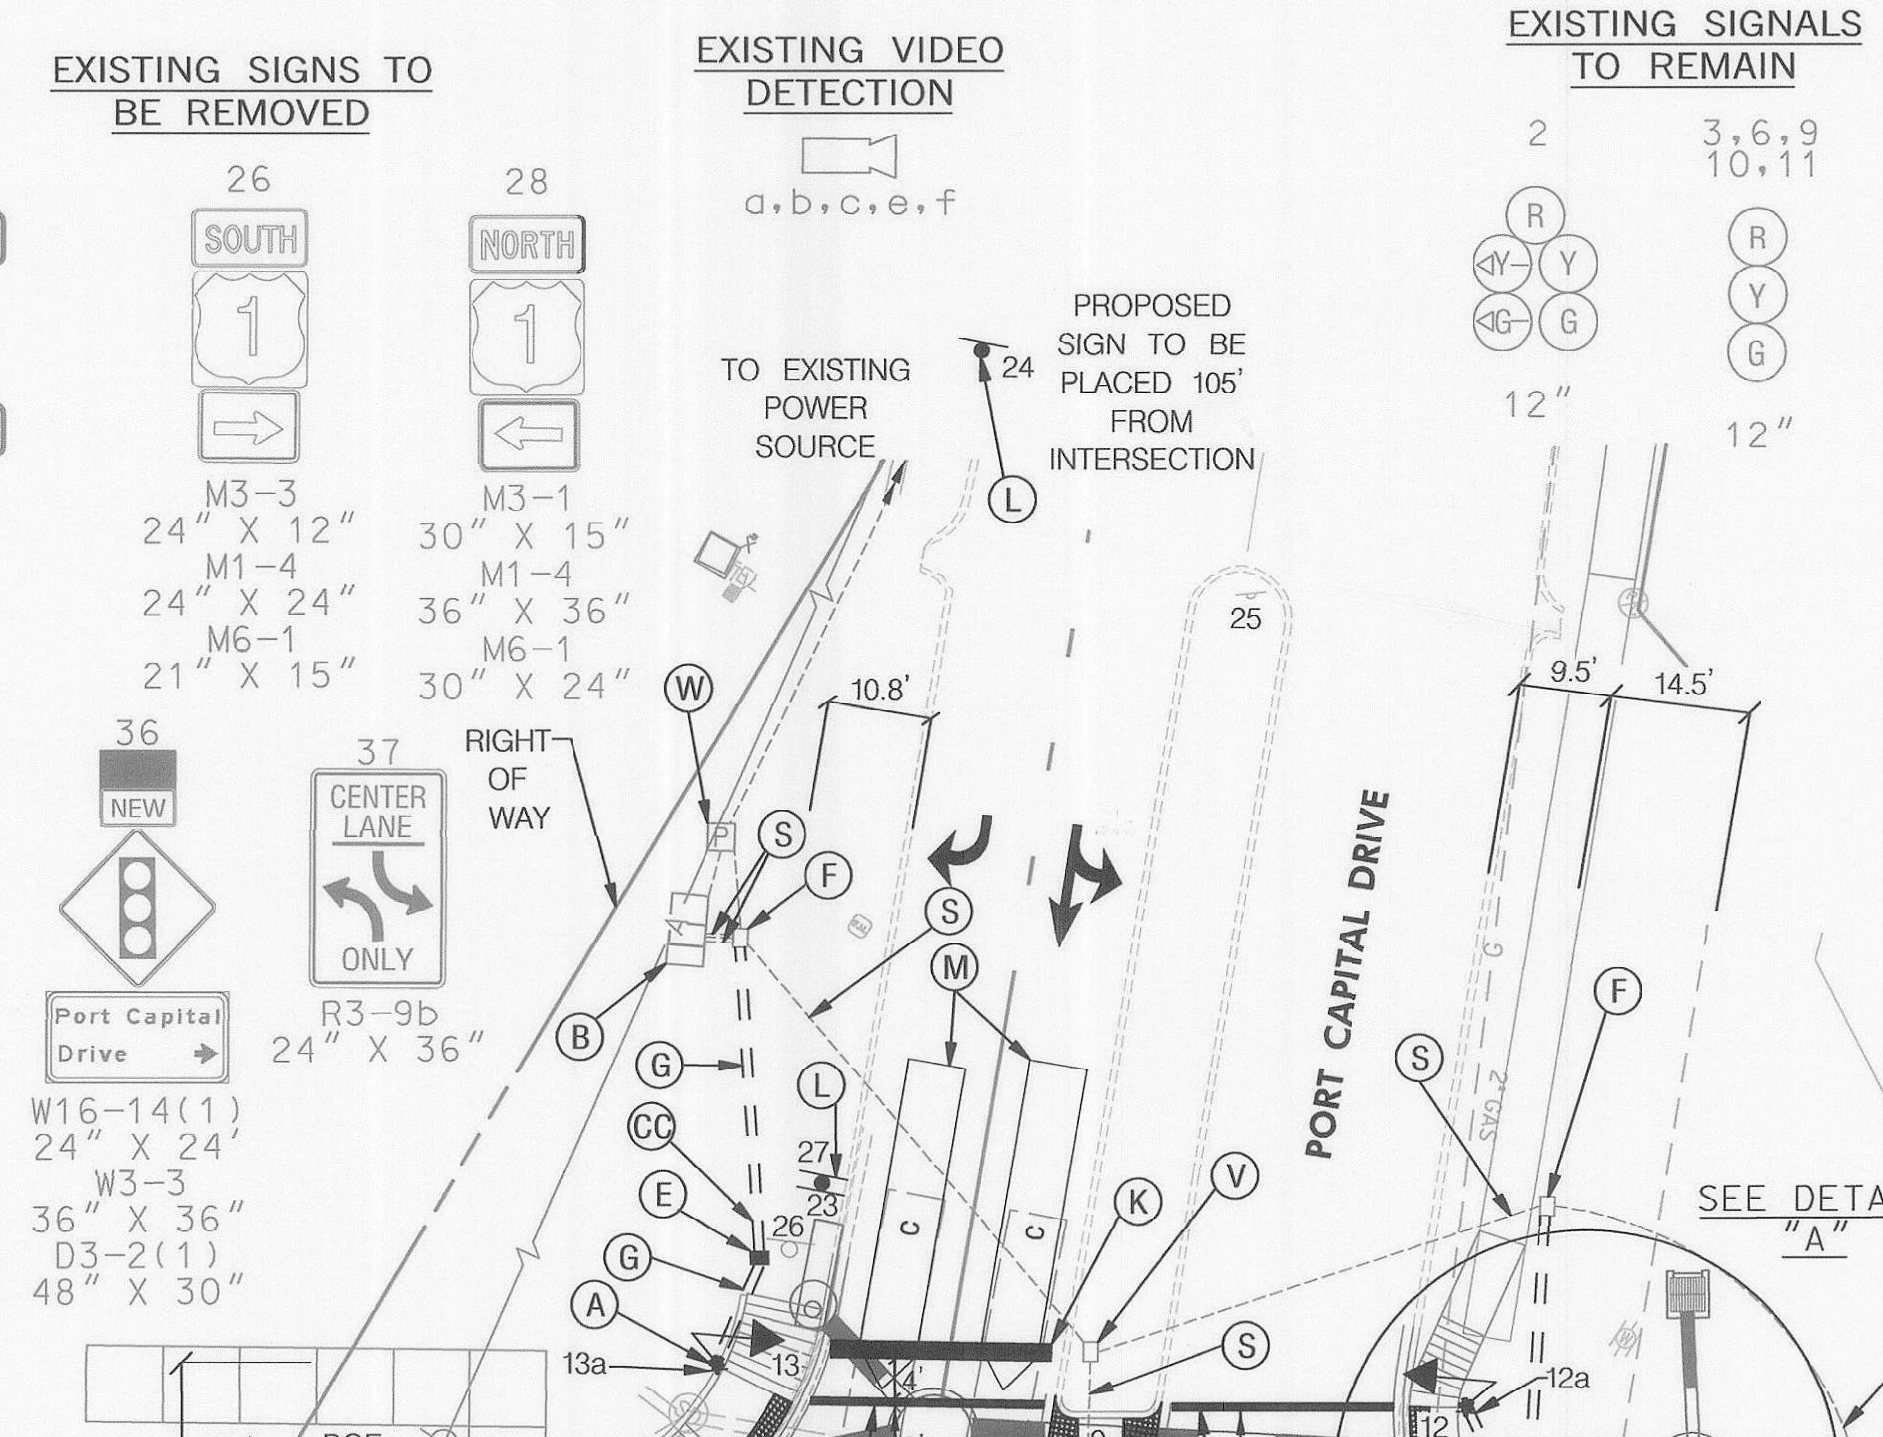 EXISTING SIGNS TO
BE REMOVED
26
SOUTH
1
M3-3
24" X 12"
M1-4
24" X 24"
M6-1
21" X 15"
28
NORTH
1
M3-1
30" X 15"
M1-4
36" X 36"
M6-1
30" X 24"
36
NEW
Port Capital
Drive
W16-14(1)
24" X 24'
W3-3
36" X 36"
D3-2(1)
48" X 30"
37
CENTER
LANE
ONLY
R3-9b
24" X 36"
EXISTING VIDEO
DETECTION
a,b,c,e,f
EXISTING SIGNALS
TO REMAIN
2
R
Y
Y
G
G
12"
3,6,9
10,11
R
Y
G
12"
TO EXISTING
POWER
SOURCE
24
L
PROPOSED
SIGN TO BE
PLACED 105'
FROM
INTERSECTION
25
10.8'
9.5'
14.5'
W
RIGHT
OF
WAY
P
S
F
S
M
A
B
G
L
CC
27
E
23
26
G
A
13a
13
C
C
K
V
S
4'
PORT CAPITAL DRIVE
G
2" GAS
S
F
SEE DETA
"A"
W
12a
12